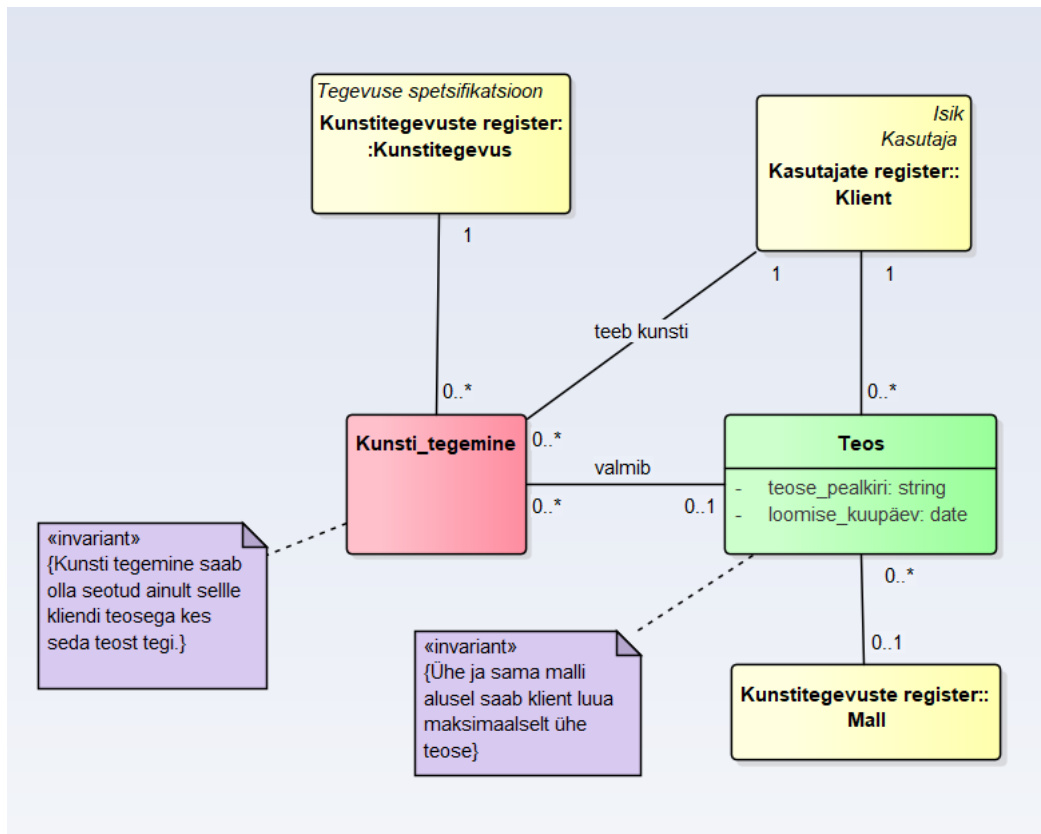 Tegevuse spetsifikatsioon
Kunstitegevuste register:
:Kunstitegevus
1
Isik
Kasutaja
Kasutajate register::
Klient
1
1
teeb kunsti
0..*
0..*
Kunsti_tegemine
0..*
valmib
0..*
0..1
Teos
- teose_pealkiri: string
- loomise_kuupäev: date
0..*
0..1
Kunstitegevuste register::
Mall
«invariant»
{Kunsti tegemine saab
olla seotud ainult sellle
kliendi teosega kes
seda teost tegi.}
«invariant»
{Ühe ja sama malli
alusel saab klient luua
maksimaalselt ühe
teose}